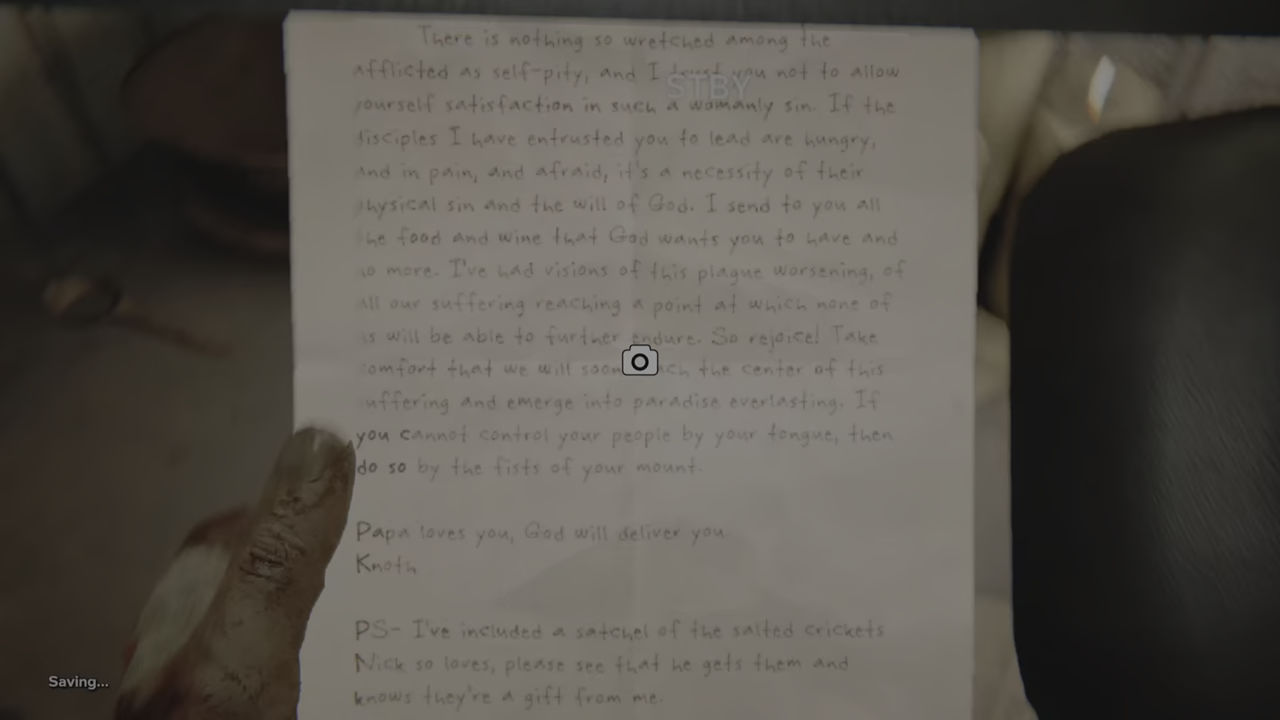 There is nothing so wretched among the
afflicted as self-pity, and I trust you not to allow
STBY
yourself satisfaction in such a womanly sin. If the
disciples I have entrusted you to lead are hungry,
and in pain, and afraid, it's a necessity of their
physical sin and the will of God. I send to you all
the food and wine that God wants you to have and
no more. I've had visions of this plague worsening, of
all our suffering reaching a point at which none of
us will be able to further endure. So rejoice! Take
comfort that we will soon reach the center of this
suffering and emerge into paradise everlasting. If
you cannot control your people by your tongue, then
do so by the fists of your mount.
Papa loves you, God will deliver you
Knoth
PS- I've included a satchel of the salted crickets
Nick so loves, please see that he gets them and
knows they're a gift from me.
Saving...